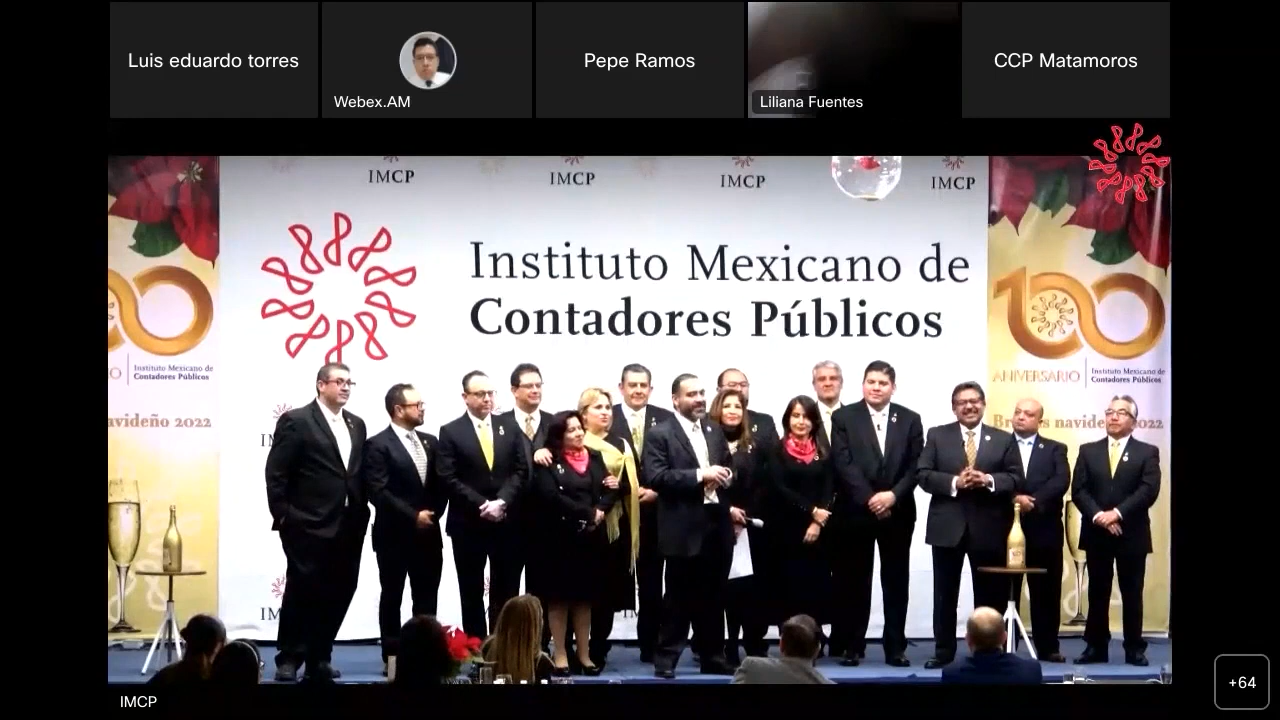 Luis eduardo torres
Webex.AM
Pepe Ramos
Liliana Fuentes
CCP Matamoros
IMCP
IMCP
IMCP
IMCP
Instituto Mexicano de
Contadores Públicos
Instituto Mexicano de
Contadores Públicos
navideño 2022
100
ANIVERSARIO
Instituto Mexicano de
Contadores Públicos
2022
IMCP
+64